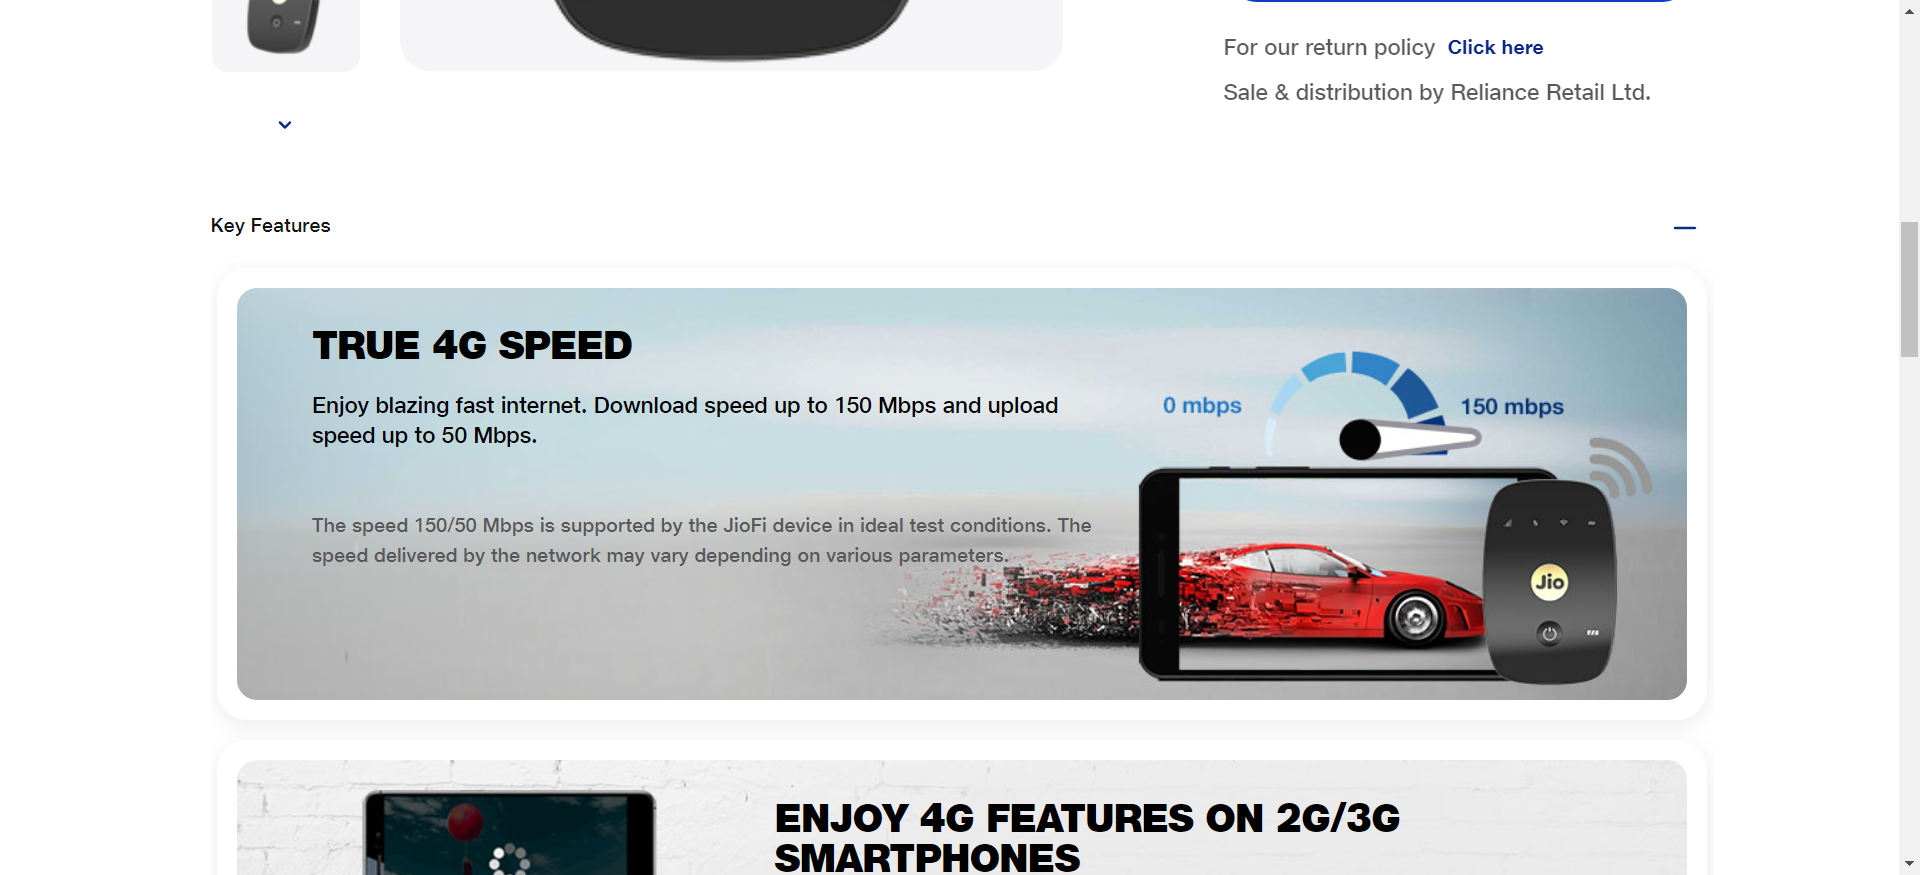 For our return policy Click here
Sale & distribution by Reliance Retail Ltd.
Key Features
TRUE 4G SPEED
Enjoy blazing fast internet. Download speed up to 150 Mbps and upload
speed up to 50 Mbps.
0 mbps
150 mbps
The speed 150/50 Mbps is supported by the JioFi device in ideal test conditions. The
speed delivered by the network may vary depending on various parameters.
Jio
ENJOY 4G FEATURES ON 2G/3G
SMARTPHONES